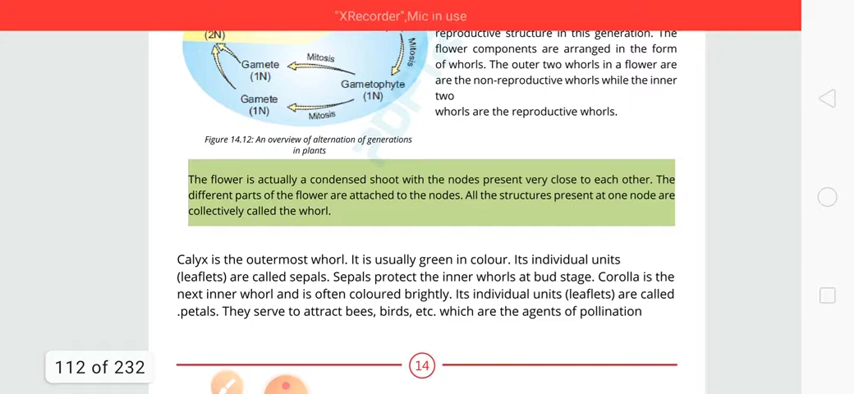 "XRecorder",Mic in use
(2N)
Mitosis
Gamete
(1N)
Mitosis
Gametophyte
(1N)
Gamete
(1N)
Mitosis
Figure 14.12: An overview of alternation of generations
in plants
reproductive structure in this generation. The
flower components are arranged in the form
of whorls. The outer two whorls in a flower are
are the non-reproductive whorls while the inner
two
whorls are the reproductive whorls.
The flower is actually a condensed shoot with the nodes present very close to each other. The
different parts of the flower are attached to the nodes. All the structures present at one node are
collectively called the whorl.
Calyx is the outermost whorl. It is usually green in colour. Its individual units
(leaflets) are called sepals. Sepals protect the inner whorls at bud stage. Corolla is the
next inner whorl and is often coloured brightly. Its individual units (leaflets) are called
.petals. They serve to attract bees, birds, etc. which are the agents of pollination
112 of 232
14